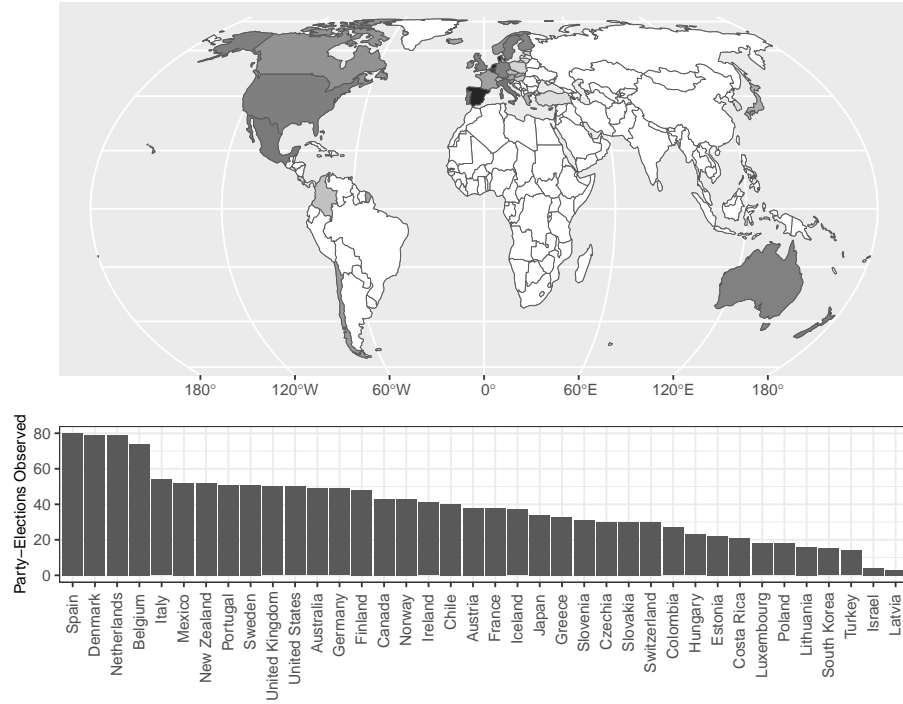 180° 120°W 60°W 0° 60°E 120°E 180°
Party−Elections Observed
80
60
40
20
0
Spain
Denmark
Netherlands
Belgium
Italy
Mexico
New Zealand
Portugal
Sweden
United Kingdom
United States
Australia
Germany
Finland
Canada
Norway
Ireland
Chile
Austria
France
Iceland
Japan
Greece
Slovenia
Czechia
Slovakia
Switzerland
Colombia
Hungary
Estonia
Costa Rica
Luxembourg
Poland
Lithuania
South Korea
Turkey
Israel
Latvia